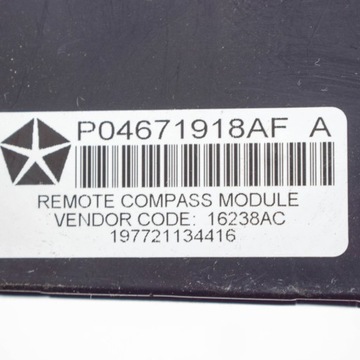 P04671918AF A
REMOTE COMPASS MODULE
VENDOR CODE: 16238AC
197721134416